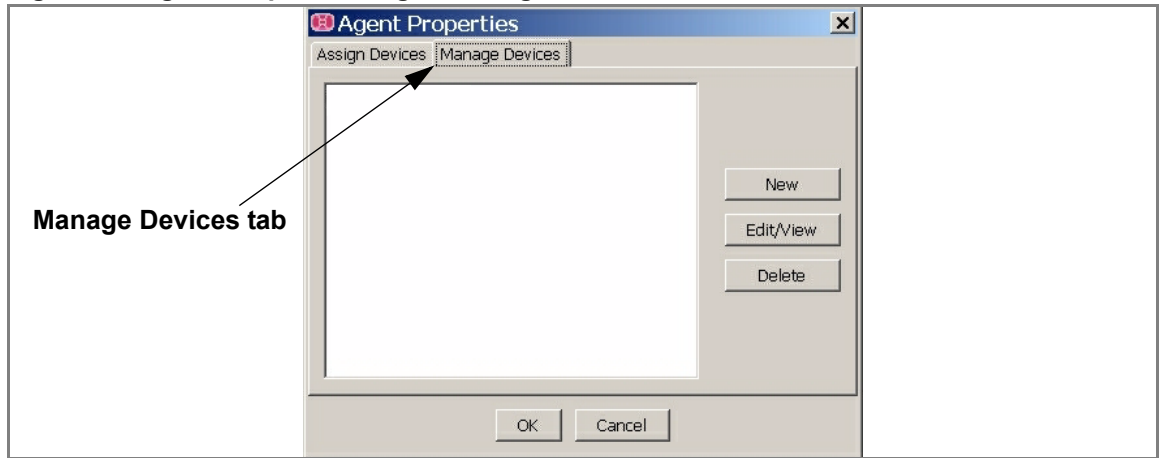 Agent Properties
Assign Devices Manage Devices
New
Manage Devices tab
Edit/View
Delete
OK Cancel